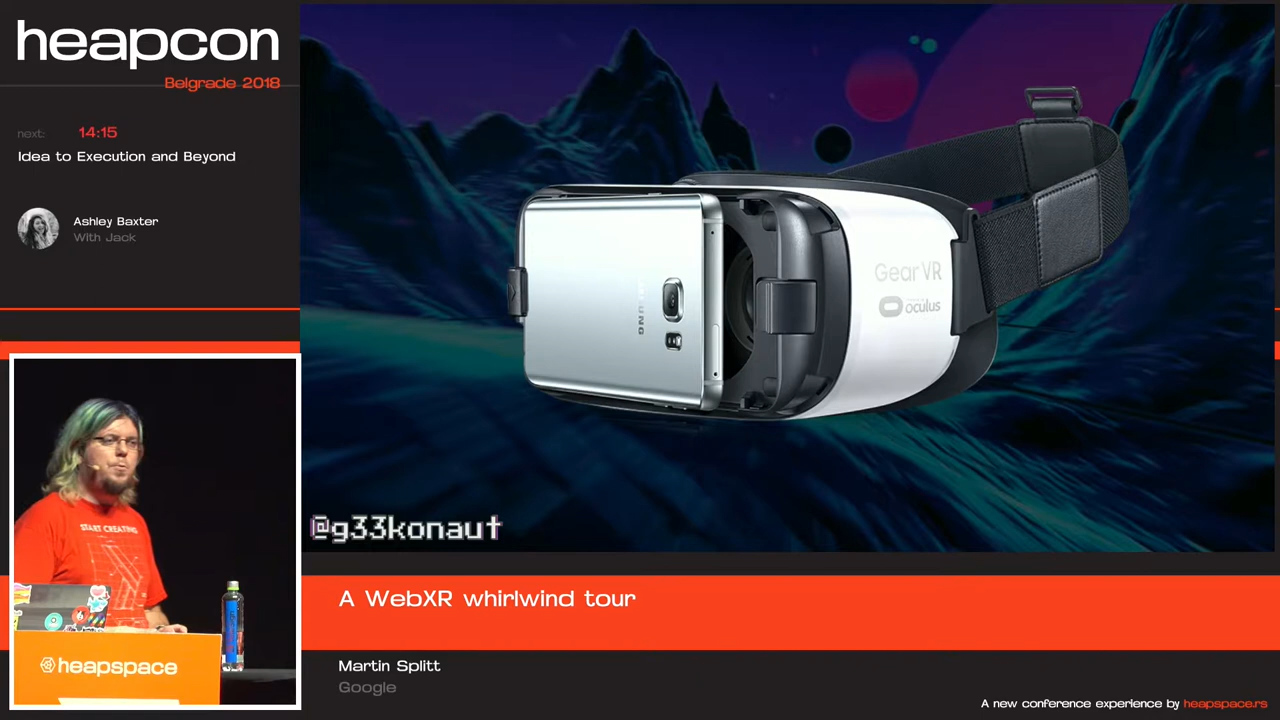 heapcon
Belgrade 2018
next: 14:15
Idea to Execution and Beyond
Ashley Baxter
With Jack
Gear VR
oculus
@g33konaut
START CREATING
heapspace
A WebXR whirlwind tour
Martin Splitt
Google
A new conference experience by heapspace.rs